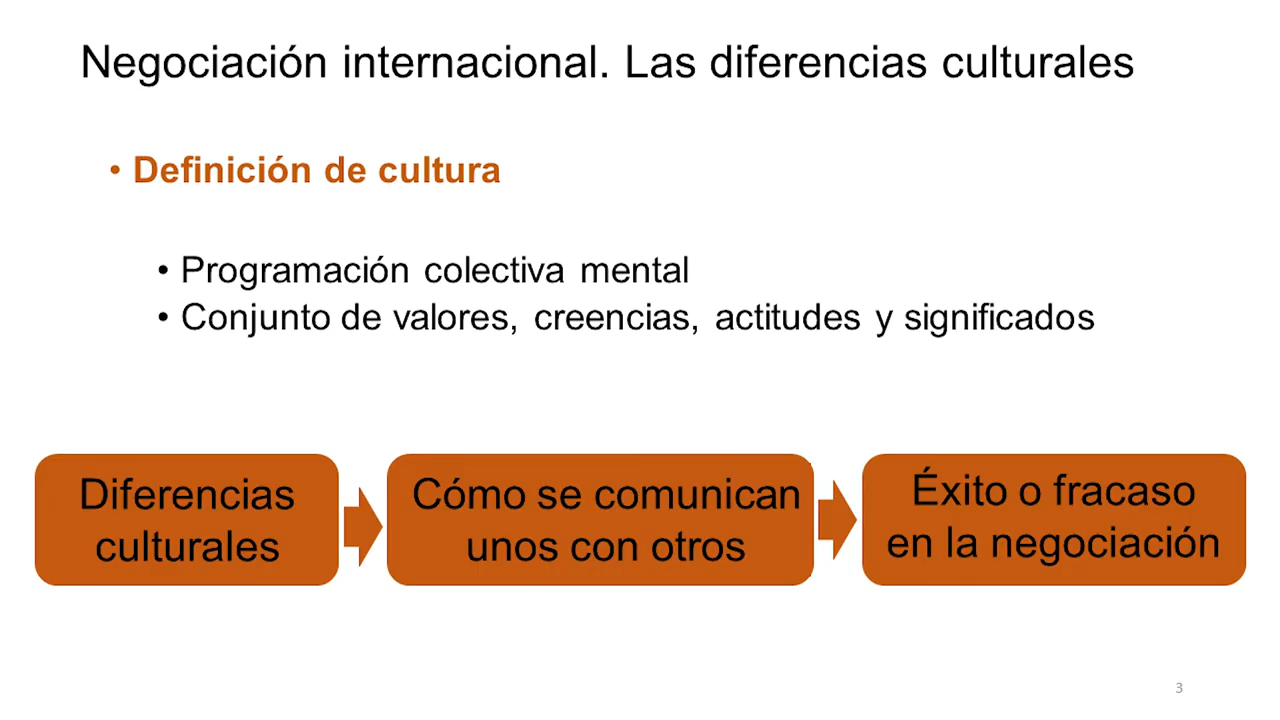 Negociación internacional. Las diferencias culturales
• Definición de cultura
• Programación colectiva mental
• Conjunto de valores, creencias, actitudes y significados
Diferencias
culturales
Cómo se comunican
unos con otros
Éxito o fracaso
en la negociación
3